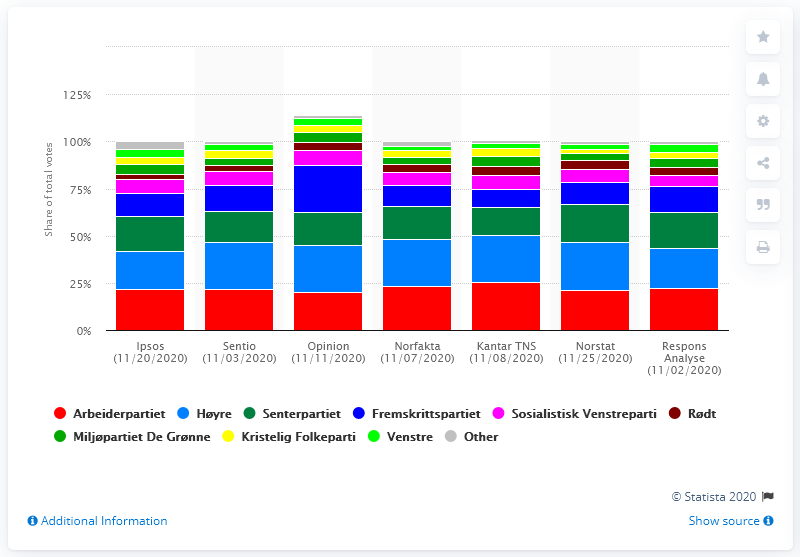 125%
100%
75%
50%
25%
0%
Share of total votes
Ipsos
(11/20/2020)
Sentio
(11/03/2020)
Opinion
(11/11/2020)
Norfakta
(11/07/2020)
Kantar TNS
(11/08/2020)
Norstat
(11/25/2020)
Respons
Analyse
(11/02/2020)
Arbeiderpartiet Høyre Senterpartiet Fremskrittspartiet Sosialistisk Venstreparti Rødt
Miljøpartiet De Grønne Kristelig Folkeparti Venstre Other
© Statista 2020
Additional Information Show source